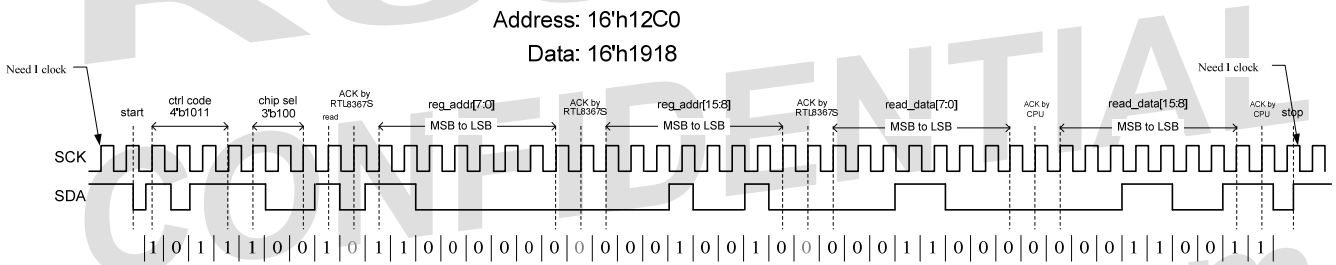 Address: 16'h12C0
Data: 16'h1918
Need 1 clock
Need 1 clock
start
ctrl code
4'b1011
chip sel
3'b100
ACK by
RTL8367S
read
reg_addr[7:0]
MSB to LSB
ACK by
RTL8367S
reg_addr[15:8]
MSB to LSB
ACK by
RTL8367S
read_data[7:0]
MSB to LSB
ACK by
CPU
read_data[15:8]
MSB to LSB
ACK by
CPU
stop
SCK
SDA
1 0 1 1 1 0 0 1 0 1 1 0 0 0 0 0 0 0 0 0 0 1 0 0 1 0 0 0 0 0 1 1 0 0 0 0 0 0 0 1 1 0 0 1 1
CONFIDENTIAL